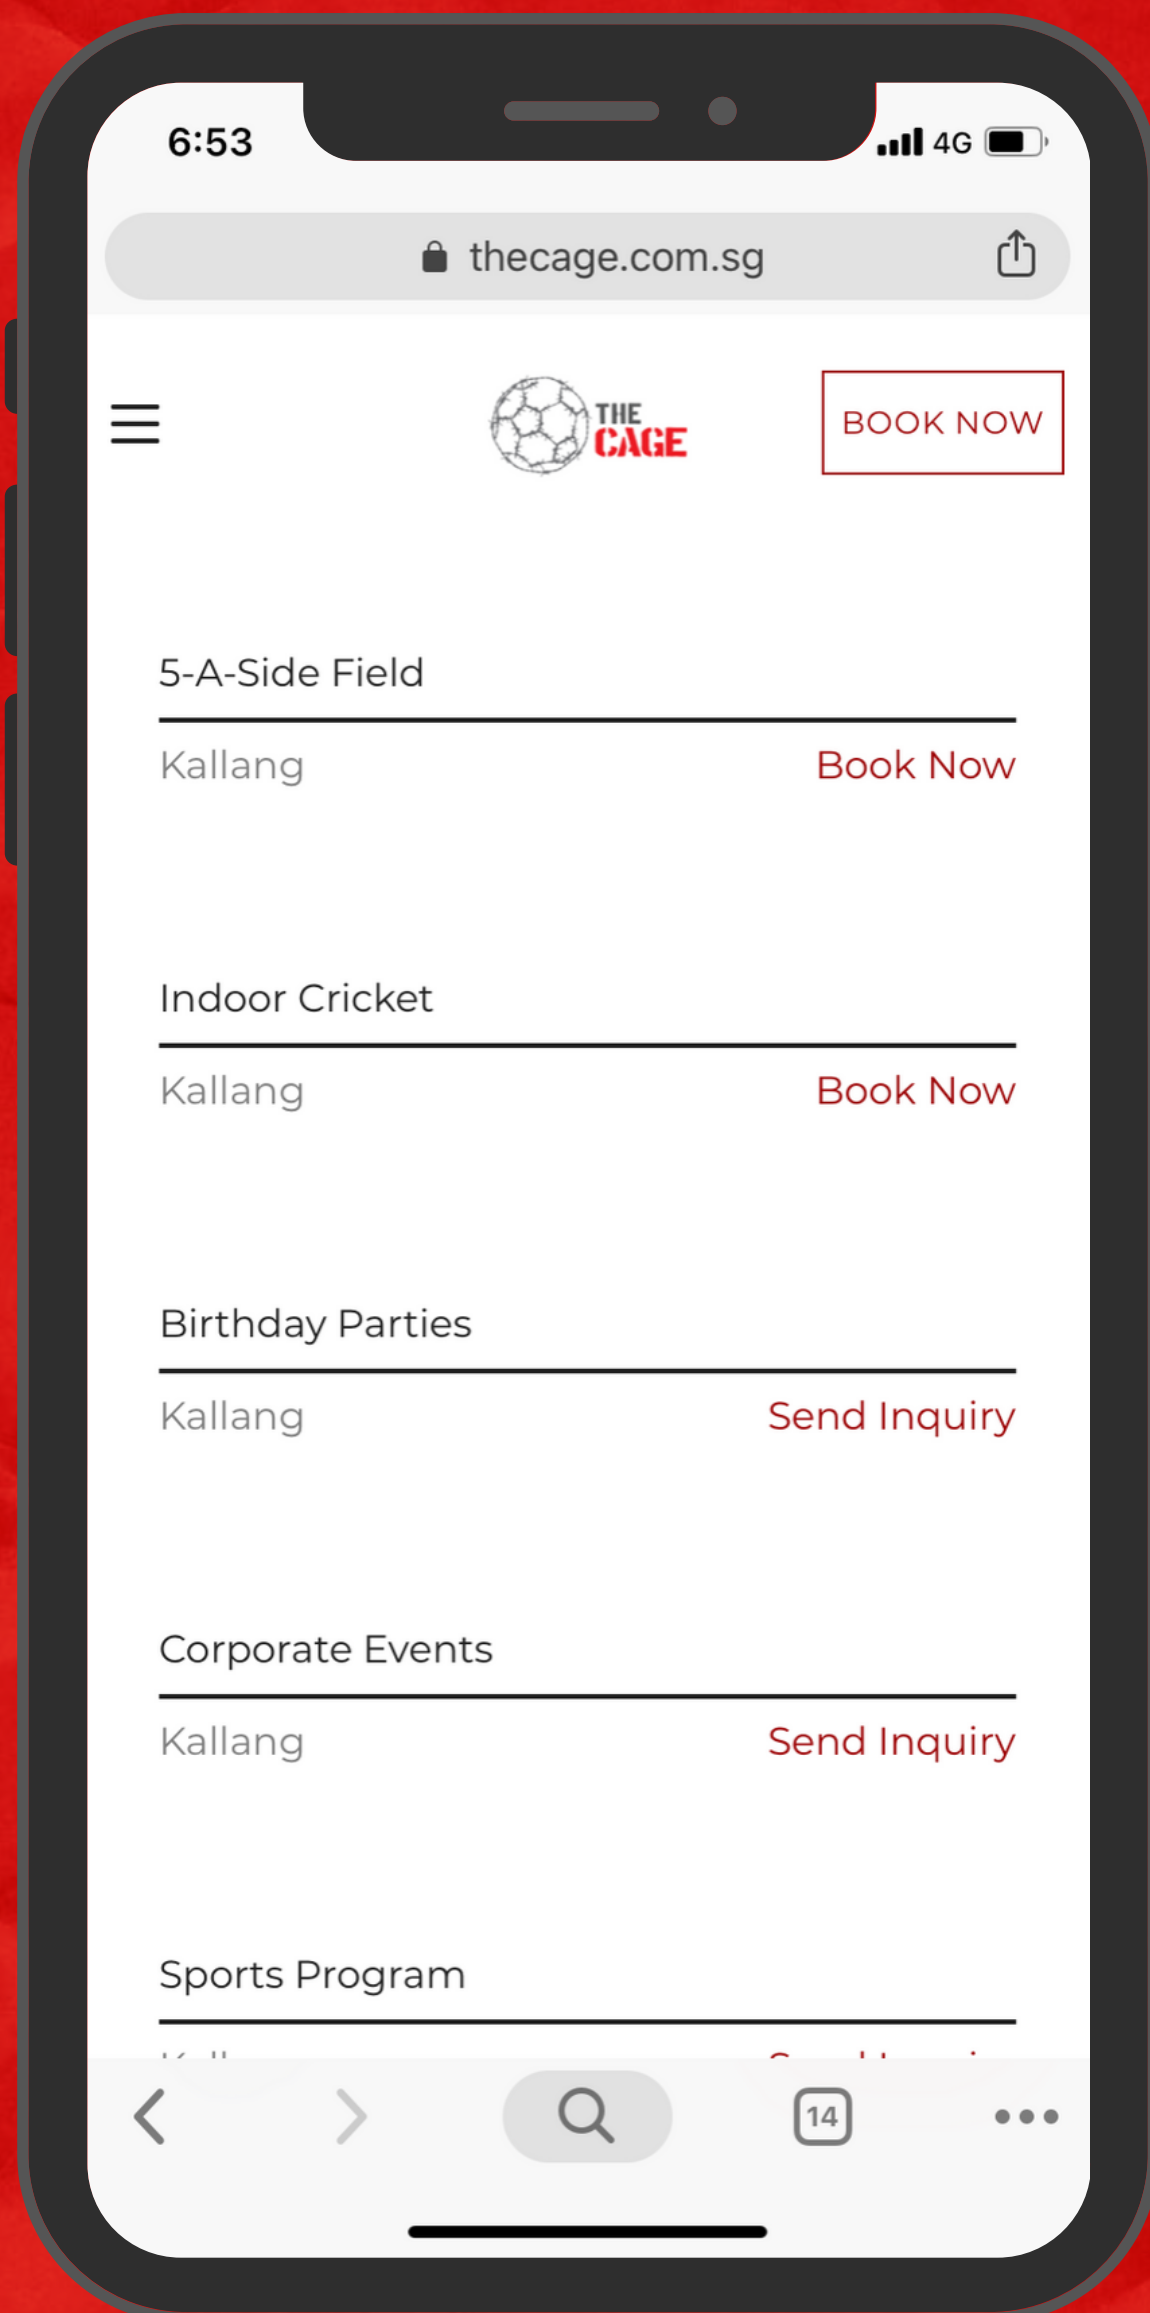 6:53
4G
thecage.com.sg
THE
CAGE
BOOK NOW
5-A-Side Field
Kallang Book Now
Indoor Cricket
Kallang Book Now
Birthday Parties
Kallang Send Inquiry
Corporate Events
Kallang Send Inquiry
Sports Program
14